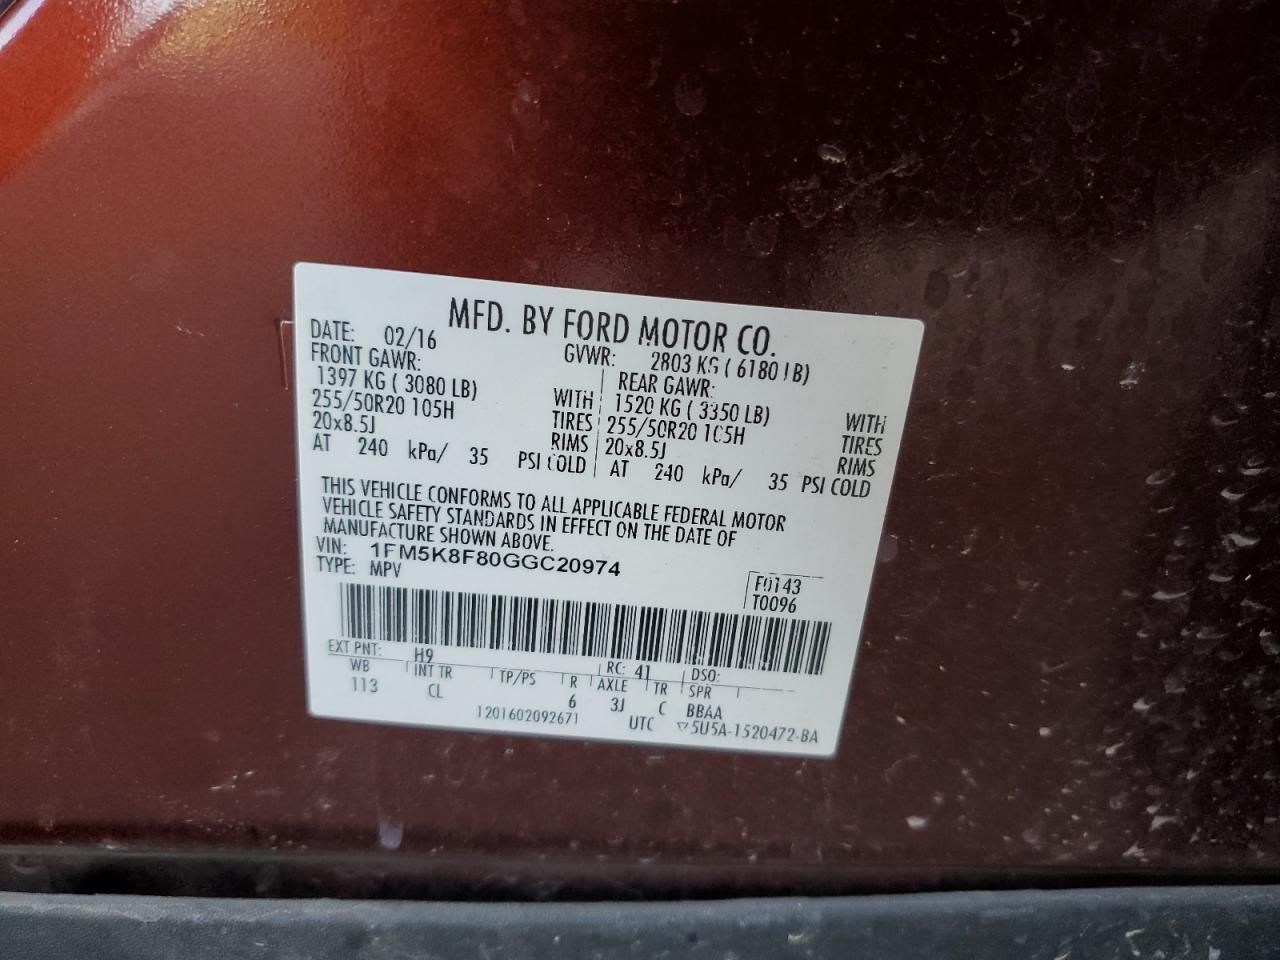 MFD. BY FORD MOTOR CO.
DATE: 02/16 GVWR: 2803 KG ( 6180 LB)
FRONT GAWR: REAR GAWR:
1397 KG ( 3080 LB) WITH 1520 KG ( 3350 LB) WITH
255/50R20 105H TIRES 255/50R20 105H TIRES
20x8.5J RIMS 20x8.5J RIMS
AT 240 kPa/ 35 PSI COLD AT 240 kPa/ 35 PSI COLD
THIS VEHICLE CONFORMS TO ALL APPLICABLE FEDERAL MOTOR
VEHICLE SAFETY STANDARDS IN EFFECT ON THE DATE OF
MANUFACTURE SHOWN ABOVE.
VIN: 1FM5K8F80GGC20974
TYPE: MPV
F0143
T0096
EXT PNT: H9 RC: 41 DSO:
WB INT TR TP/PS R AXLE TR SPR
113 CL 6 3J C BBAA
1201602092671 UTC ▽5U5A-1520472-BA